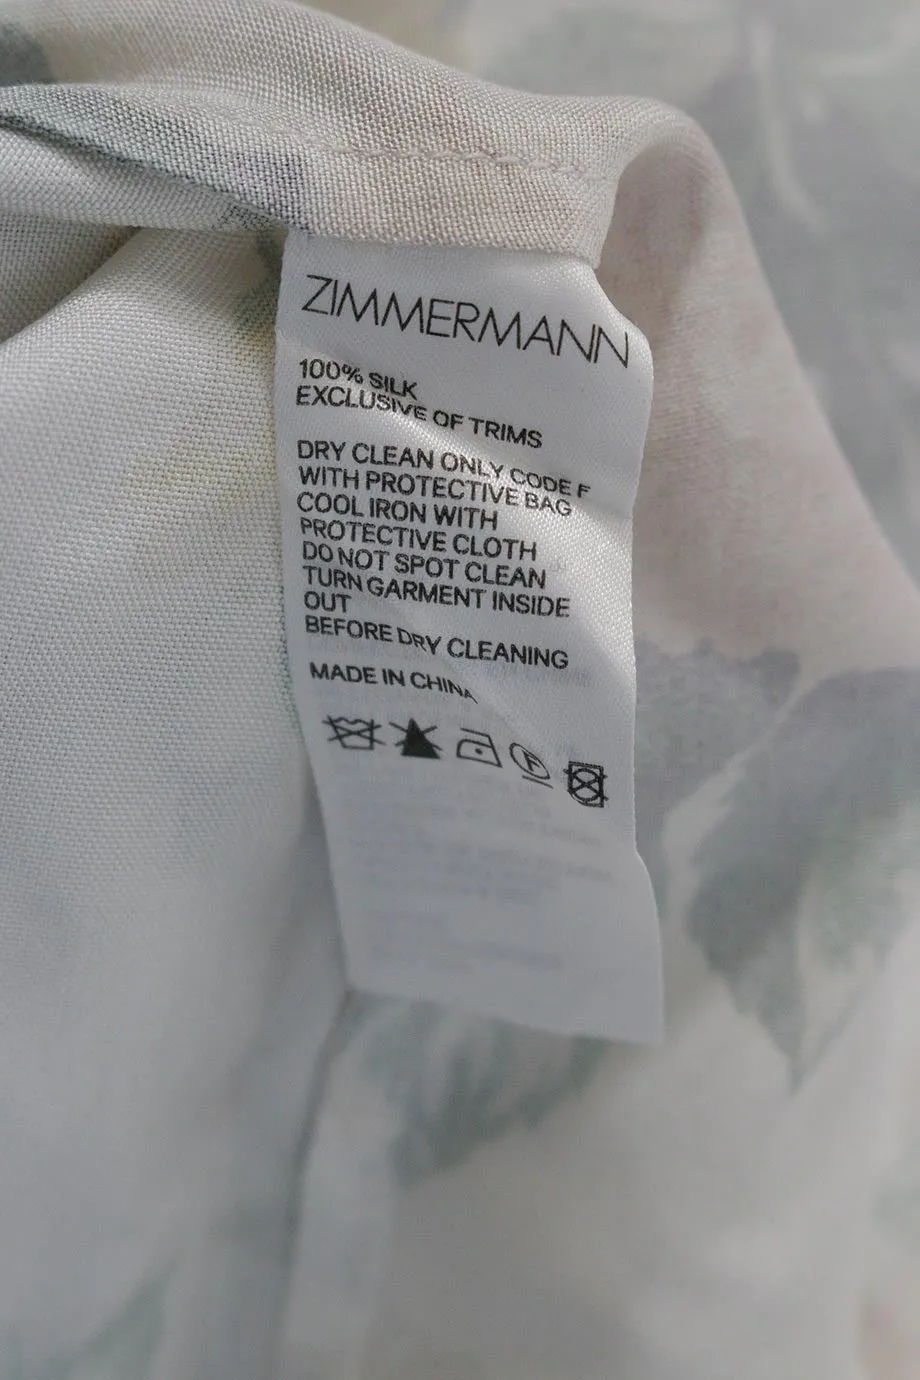 ZIMMERMANN
100% SILK
EXCLUSIVE OF TRIMS
DRY CLEAN ONLY CODE F
WITH PROTECTIVE BAG
COOL IRON WITH
PROTECTIVE CLOTH
DO NOT SPOT CLEAN
TURN GARMENT INSIDE
OUT
BEFORE DRY CLEANING
MADE IN CHINA
F